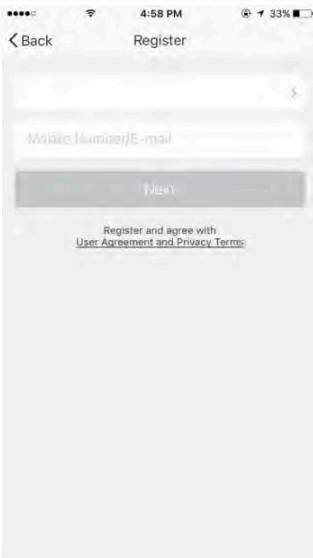 4:58 PM 33%
Back Register
Mobile Number/E-mail
Next
Register and agree with
User Agreement and Privacy Terms